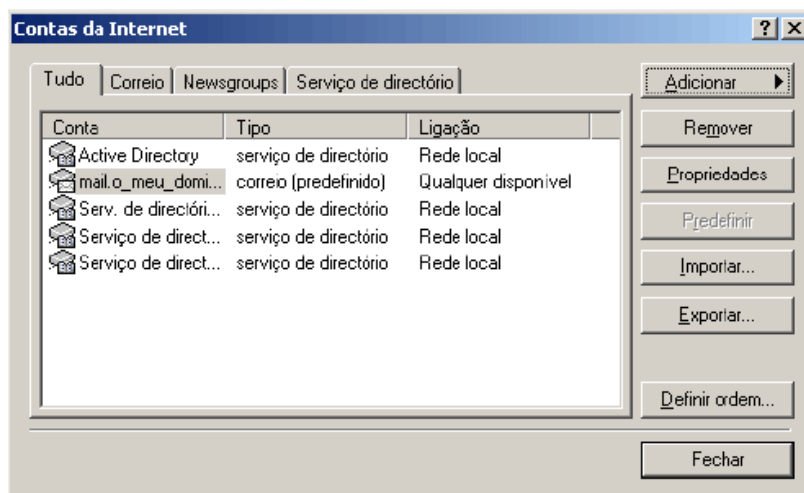 Contas da Internet
Tudo Correio Newsgroups Serviço de directório
Adicionar
Conta Tipo Ligação
Remover
Active Directory serviço de directório Rede local
mail.o_meu_domi... correio (predefinido) Qualquer disponível
Propriedades
Serv. de directóri... serviço de directório Rede local
Predefinir
Serviço de direct... serviço de directório Rede local
Serviço de direct... serviço de directório Rede local
Importar...
Exportar...
Definir ordem...
Fechar